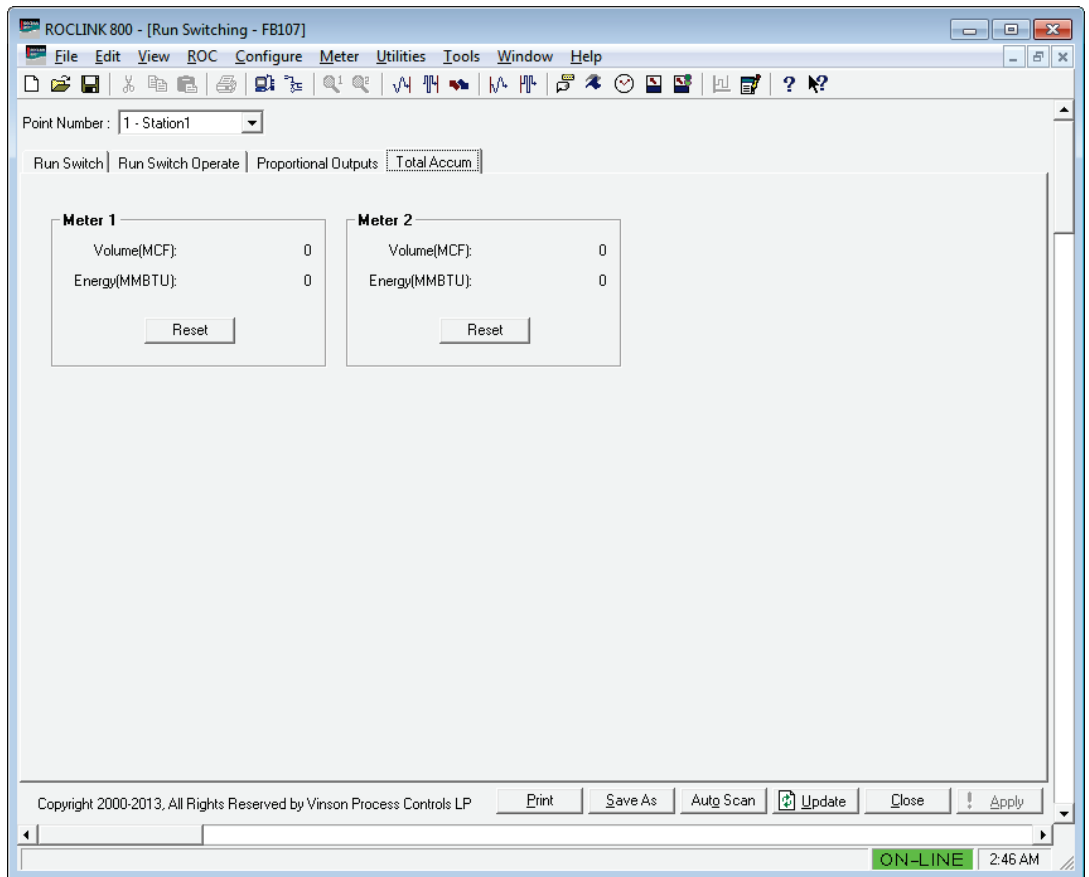 ROCLINK 800 - [Run Switching - FB107]
File Edit View ROC Configure Meter Utilities Tools Window Help
Point Number : 1 - Station1
Run Switch Run Switch Operate Proportional Outputs Total Accum
Meter 1 Meter 2
Volume(MCF): 0 Volume(MCF): 0
Energy(MMBTU): 0 Energy(MMBTU): 0
Reset Reset
Copyright 2000-2013, All Rights Reserved by Vinson Process Controls LP Print Save As Auto Scan Update Close ! Apply
ON-LINE 2:46 AM